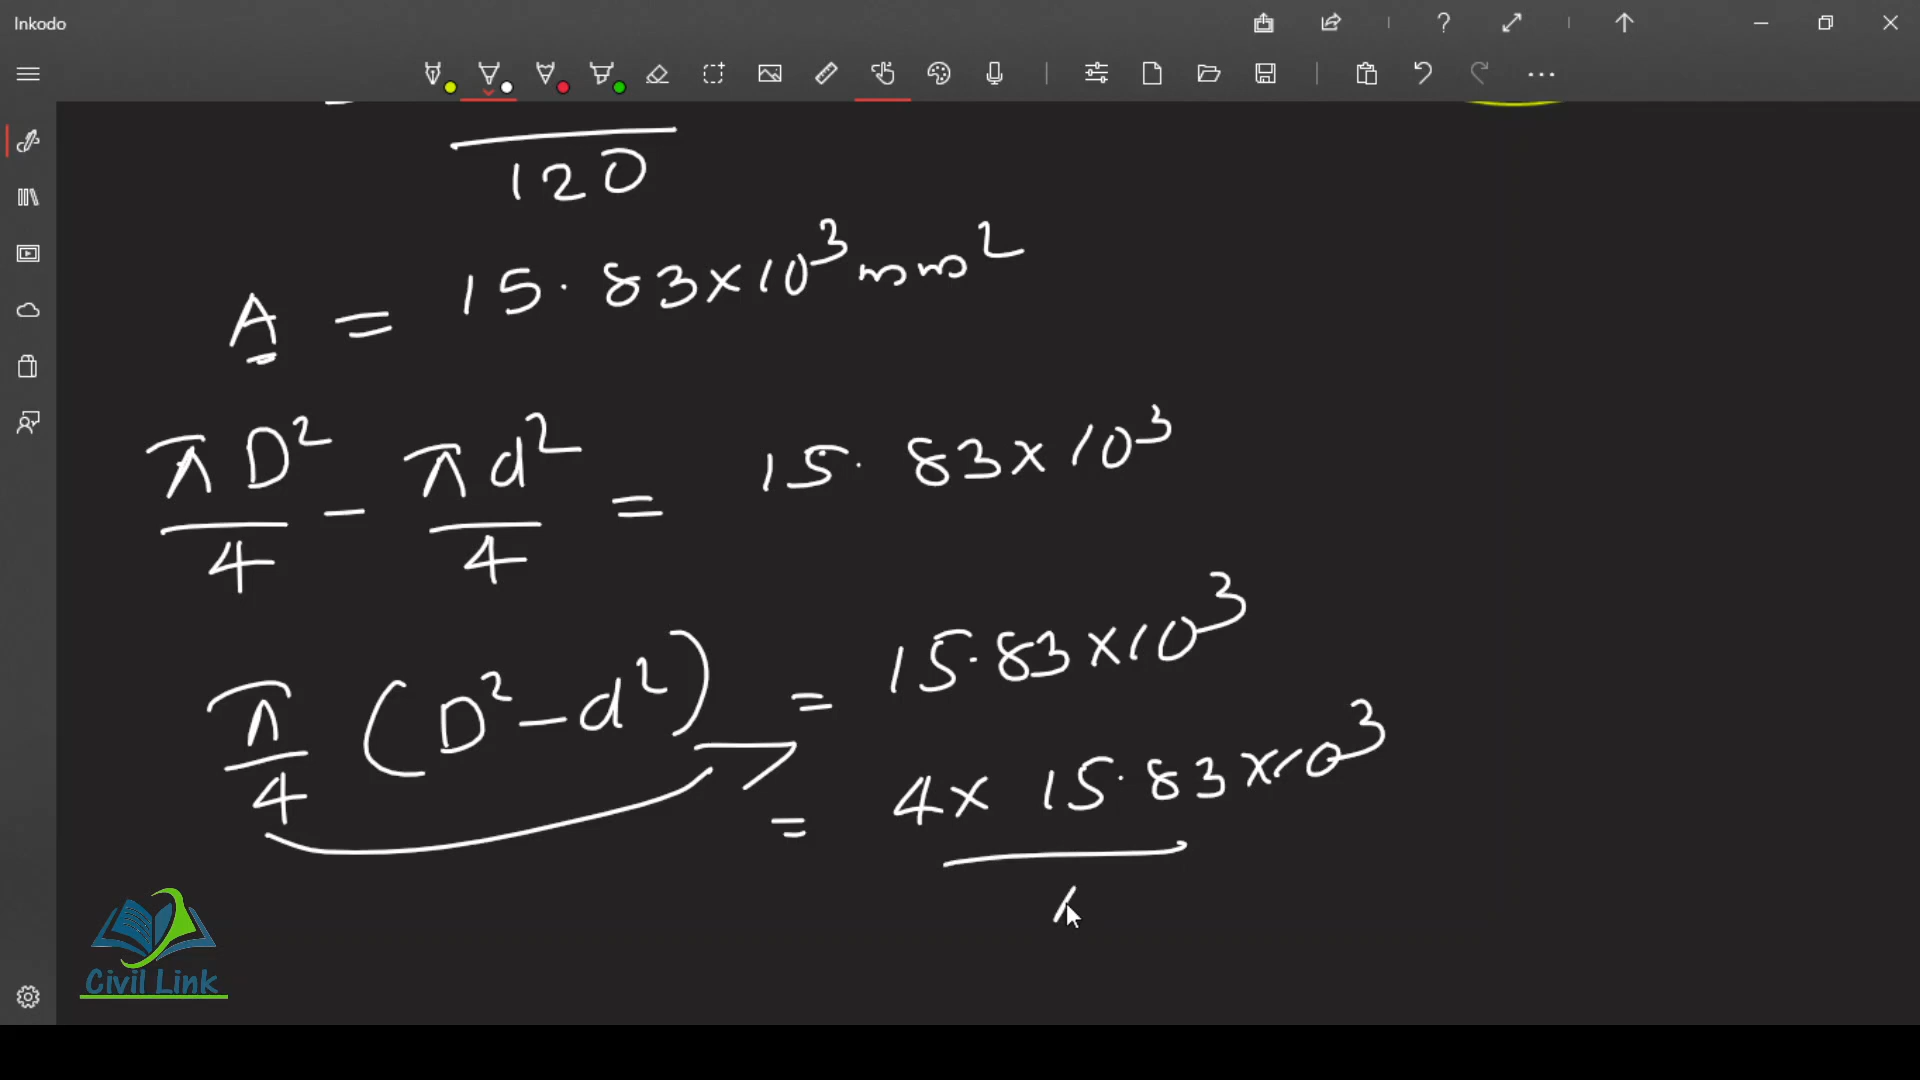 Inkodo
120
A = 15.83×10³ mm²
πD²/4 - πd²/4 = 15.83×10³
π/4 (D²-d²) = 15.83×10³
= 4× 15.83×10³
Civil Link